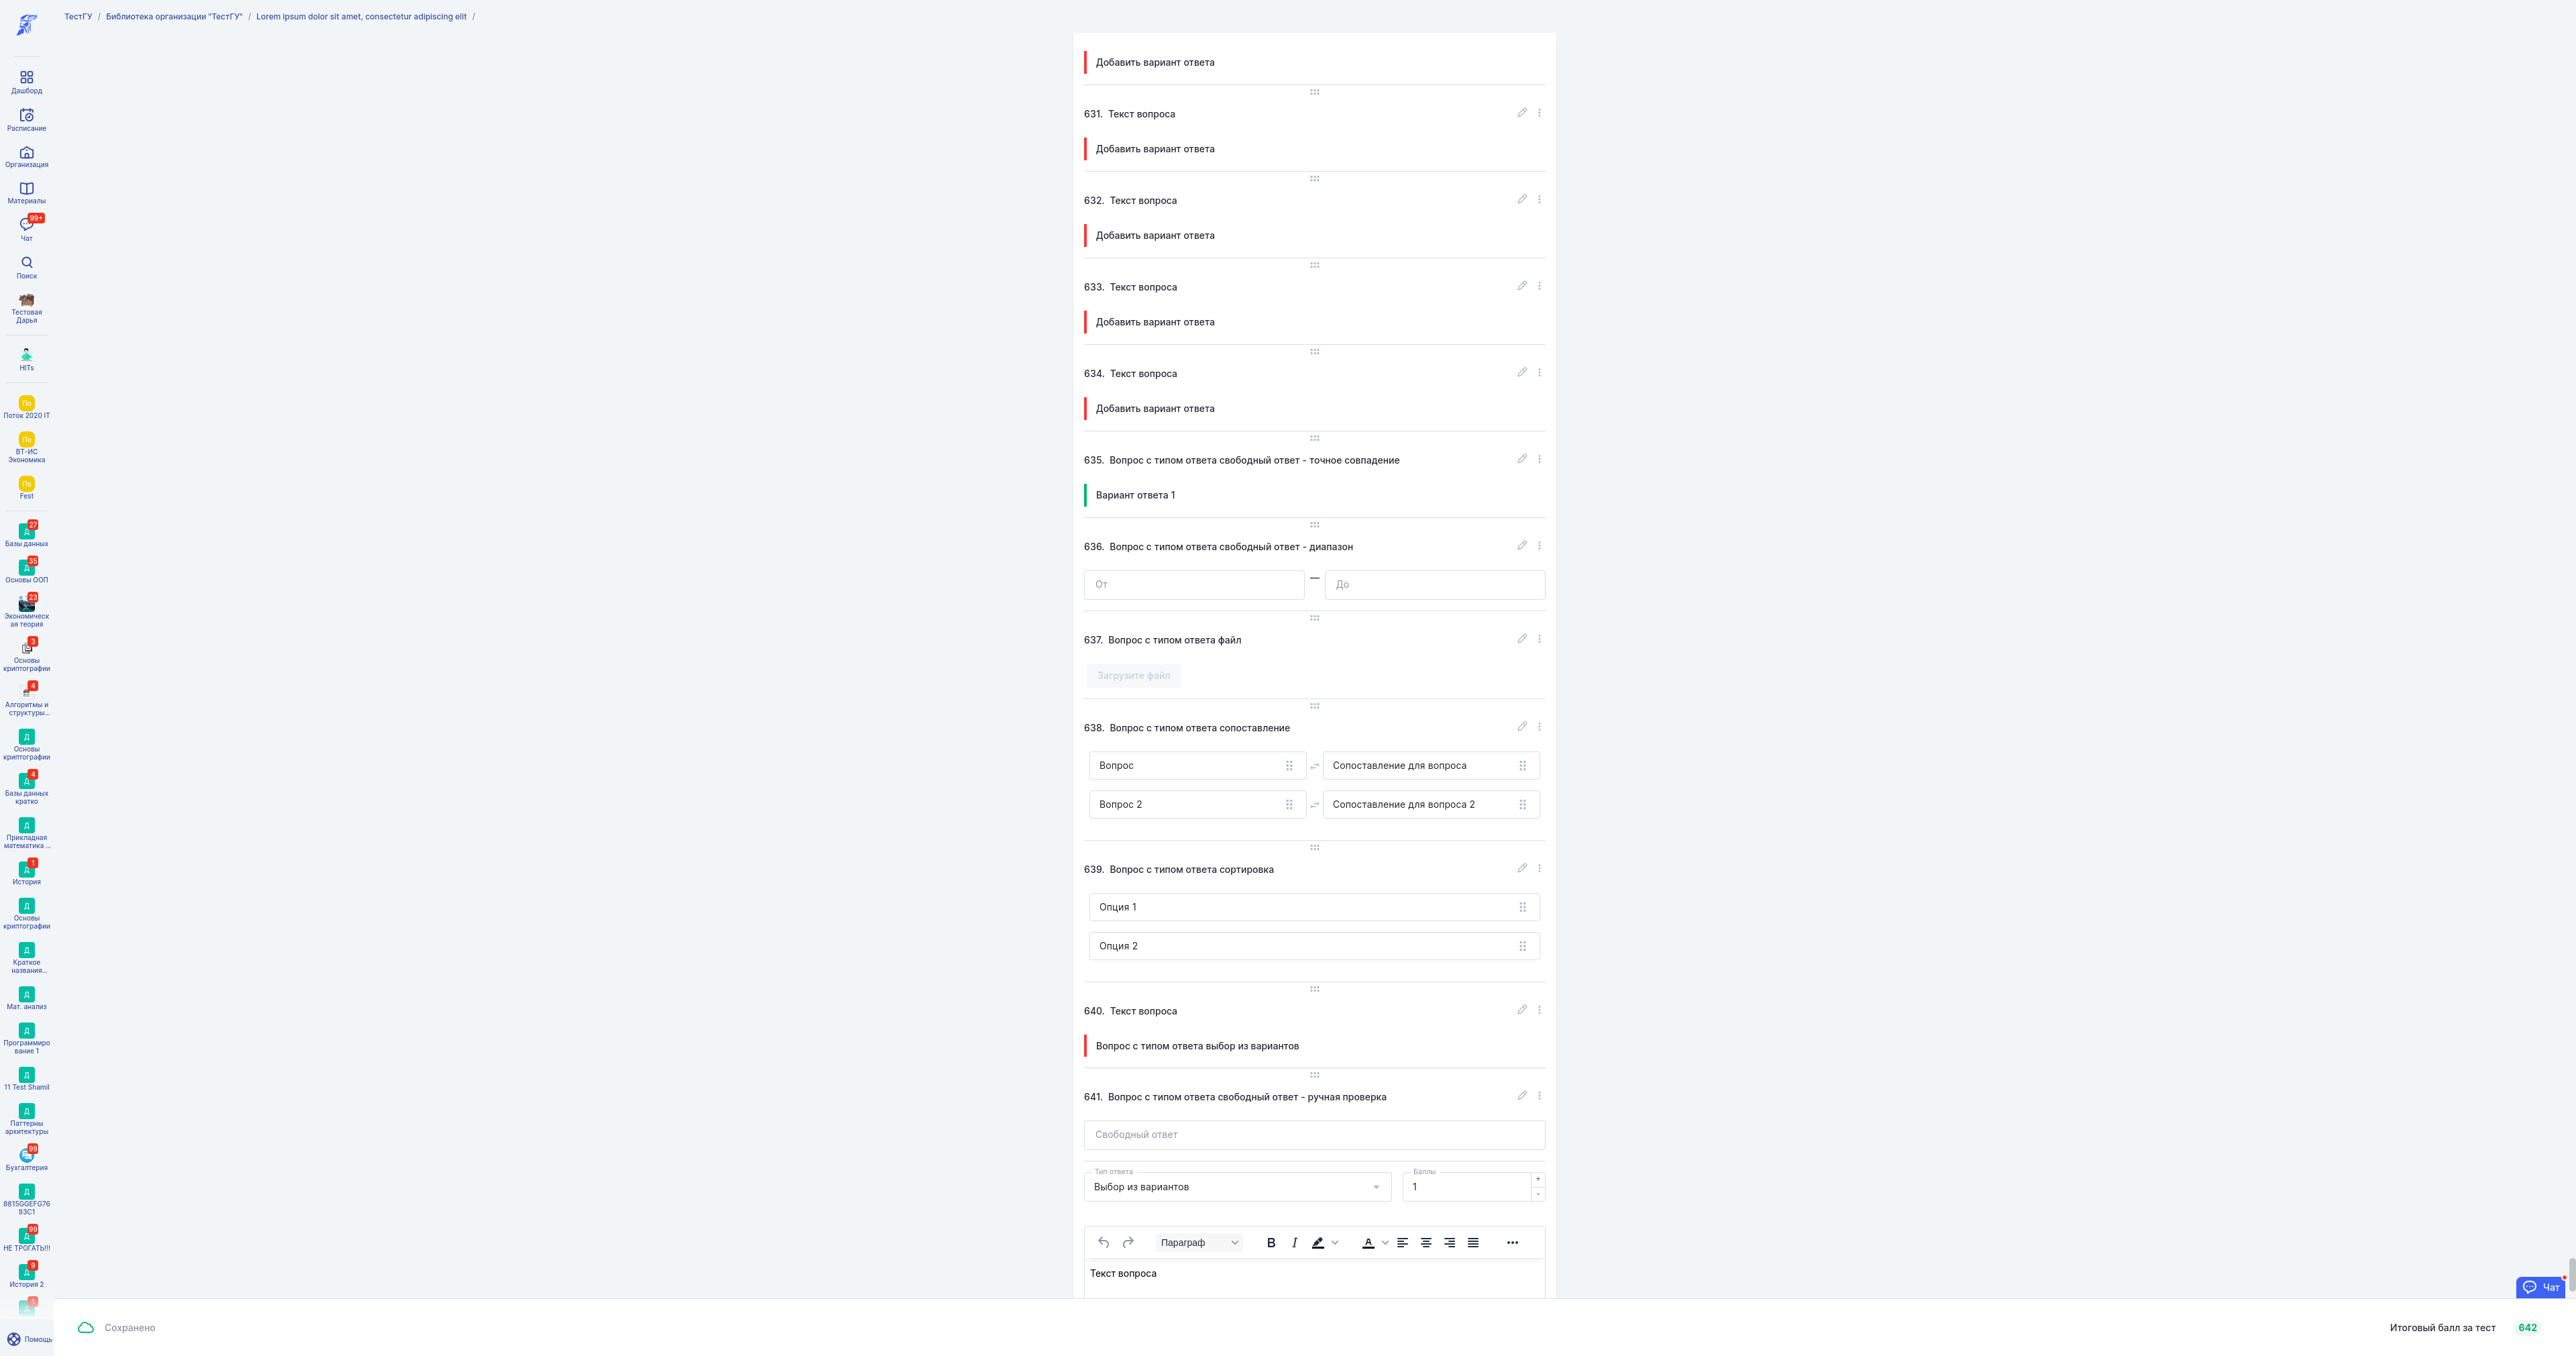 ТестГУ / Библиотека организации "ТестГУ" / Lorem ipsum dolor sit amet, consectetur adipiscing elit /
Дашборд
Расписание
Организация
Материалы
99+
Чат
Поиск
Тестовая
Дарья
HITs
По
Поток 2020 IT
По
ВТ-ИС
Экономика
По
Fest
27
Д
Базы данных
35
Д
Основы ООП
23
Экономическ
ая теория
3
Основы
криптографии
4
Алгоритмы и
структуры...
Д
Основы
криптографии
4
Д
Базы данных
кратко
Д
Прикладная
математика ...
1
Д
История
Д
Основы
криптографии
Д
Краткое
названия...
Д
Мат. анализ
Д
Программиро
вание 1
Д
11 Test Shamil
Д
Паттерны
архитектуры
99
Бухгалтерия
Д
8815GGEFG76
93C1
99
Д
НЕ ТРОГАТЬ!!!
9
Д
История 2
1
Д
Помощь
Добавить вариант ответа
631. Текст вопроса
Добавить вариант ответа
632. Текст вопроса
Добавить вариант ответа
633. Текст вопроса
Добавить вариант ответа
634. Текст вопроса
Добавить вариант ответа
635. Вопрос с типом ответа свободный ответ - точное совпадение
Вариант ответа 1
636. Вопрос с типом ответа свободный ответ - диапазон
От — До
637. Вопрос с типом ответа файл
Загрузите файл
638. Вопрос с типом ответа сопоставление
Вопрос Сопоставление для вопроса
Вопрос 2 Сопоставление для вопроса 2
639. Вопрос с типом ответа сортировка
Опция 1
Опция 2
640. Текст вопроса
Вопрос с типом ответа выбор из вариантов
641. Вопрос с типом ответа свободный ответ - ручная проверка
Свободный ответ
Тип ответа Баллы
Выбор из вариантов 1 + -
Параграф B I A
Текст вопроса
Чат
Сохранено Итоговый балл за тест 642